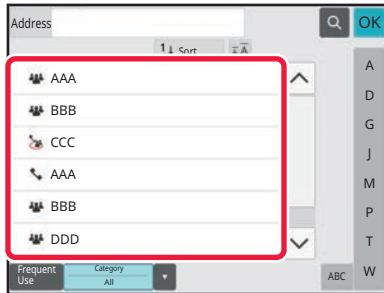 Address
OK
1 Sort
A
AAA
BBB
CCC
AAA
BBB
DDD
A
D
G
J
M
P
T
W
Frequent
Use
Category
All
ABC